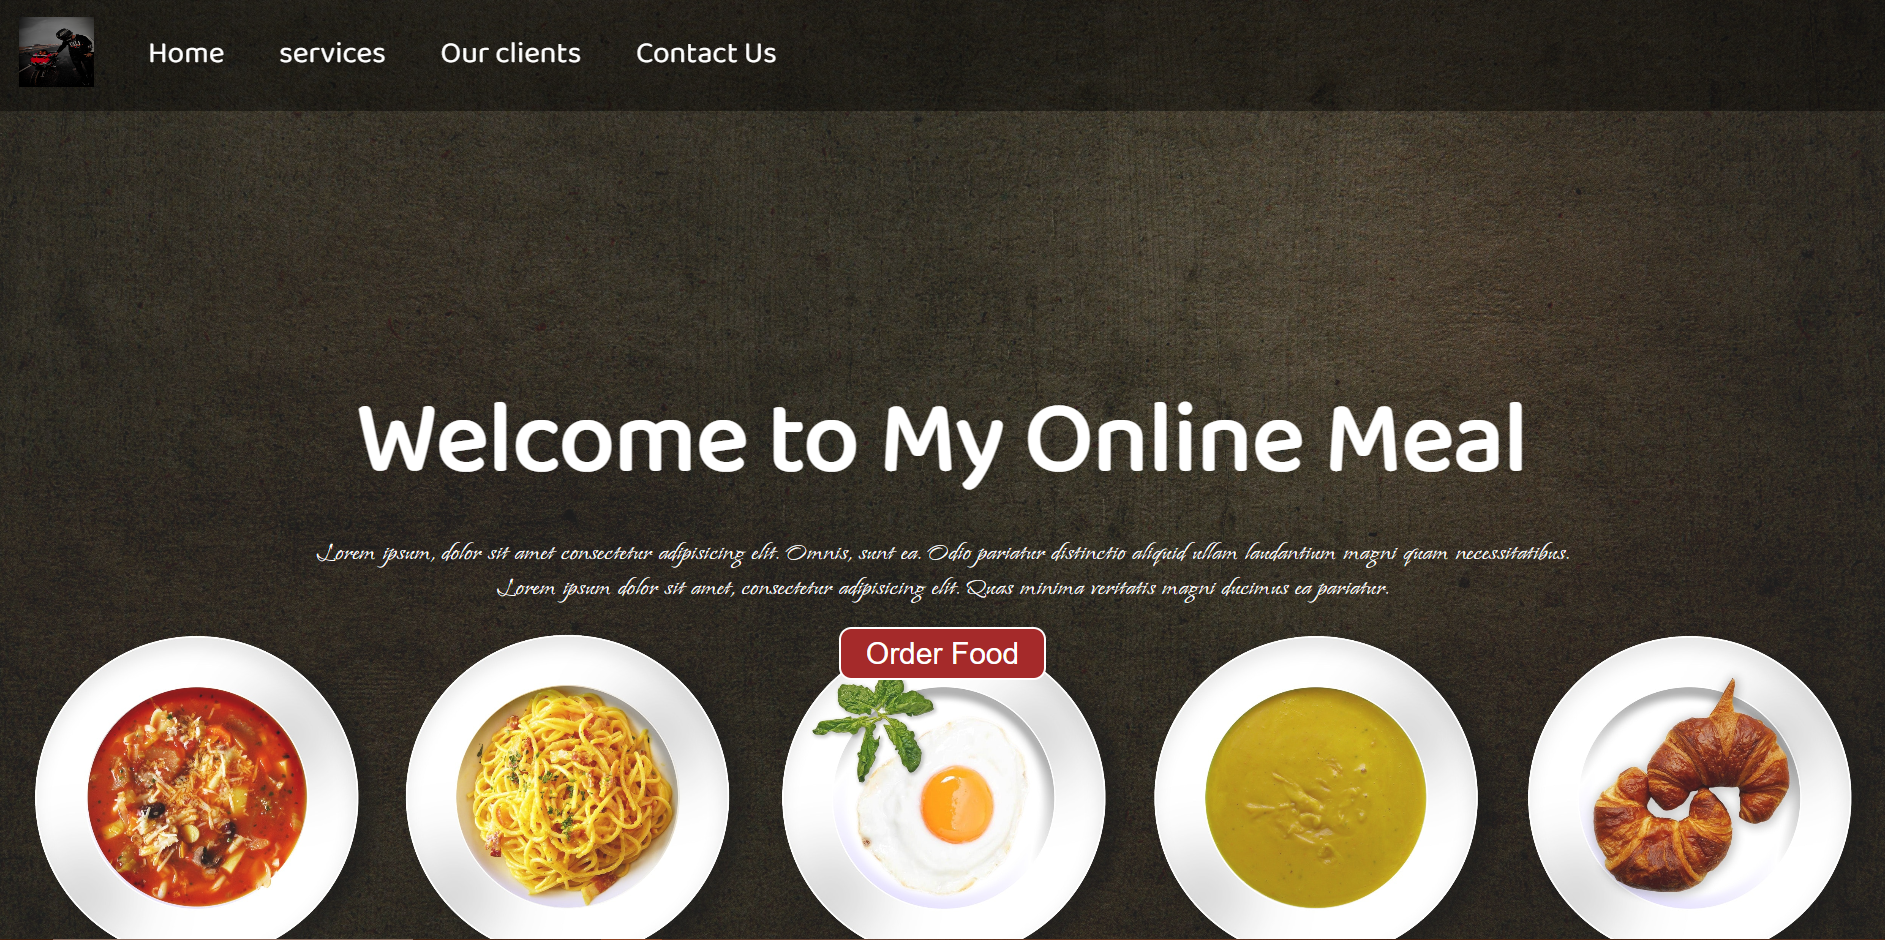 Home
services
Our clients
Contact Us
Welcome to My Online Meal
Lorem ipsum, dolor sit amet consectetur adipisicing elit. Omnis, sunt ea. Odio pariatur distinctio aliquid ullam laudantium magni quam necessitatibus.
Lorem ipsum dolor sit amet, consectetur adipisicing elit. Quas minima veritatis magni ducimus ea pariatur.
Order Food